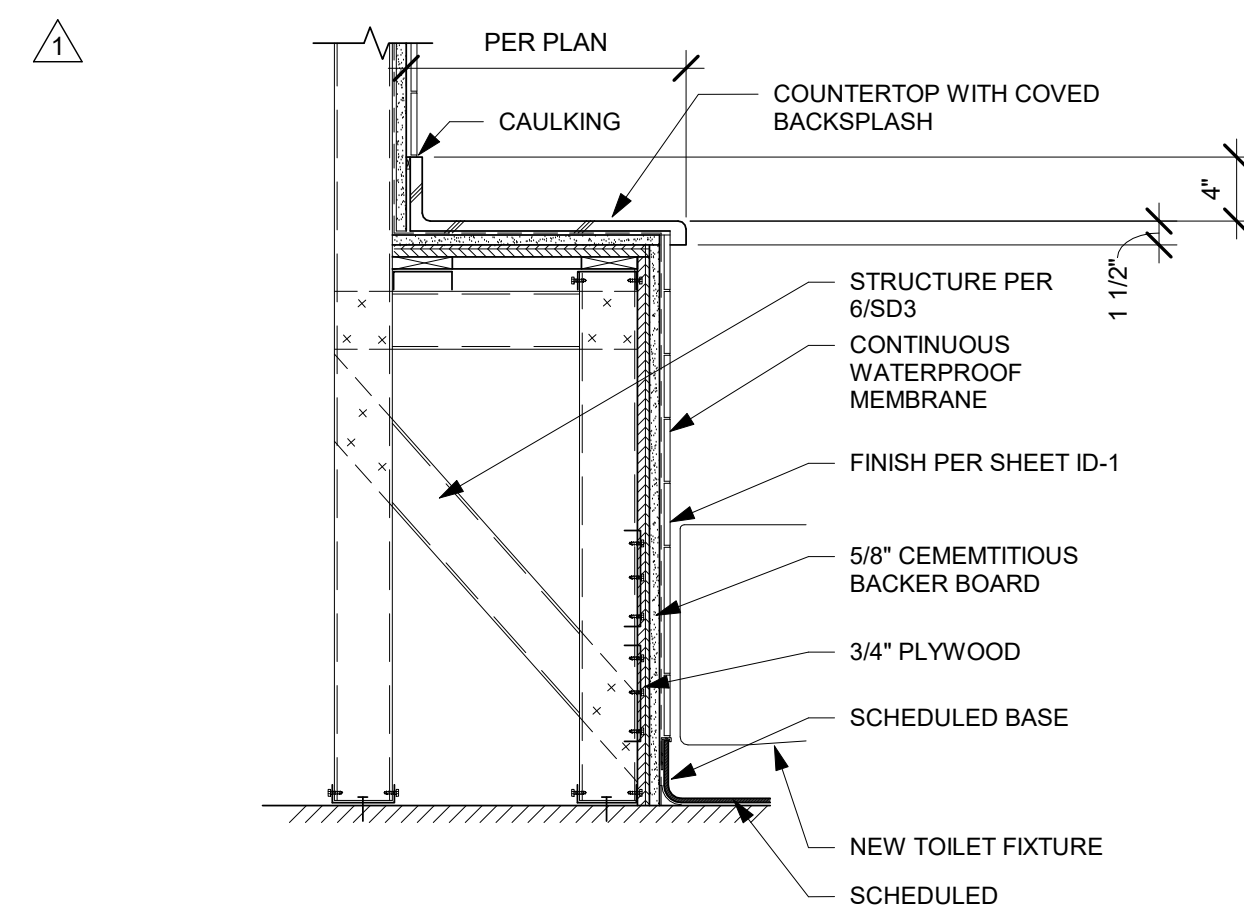 1
PER PLAN
CAULKING
COUNTERTOP WITH COVED
BACKSPLASH
4"
1 1/2"
STRUCTURE PER
6/SD3
CONTINUOUS
WATERPROOF
MEMBRANE
FINISH PER SHEET ID-1
5/8" CEMEMTITIOUS
BACKER BOARD
3/4" PLYWOOD
SCHEDULED BASE
NEW TOILET FIXTURE
SCHEDULED